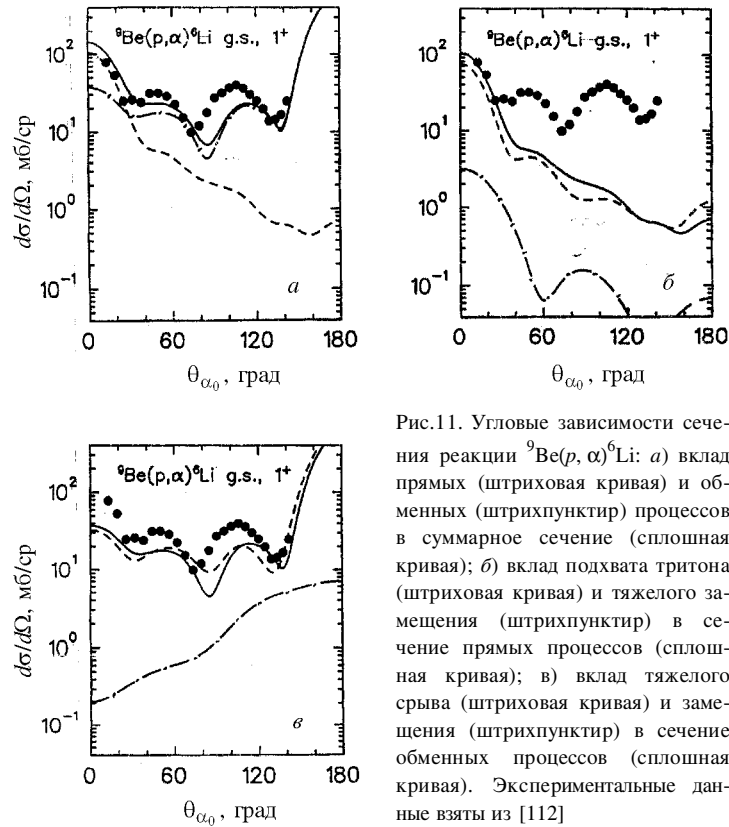 ⁹Be(p,α)⁶Li g.s., 1⁺
10²
10¹
10⁰
10⁻¹
dσ/dΩ, мб/ср
а
0 60 120 180
θα₀, град
⁹Be(p,α)⁶Li g.s., 1⁺
10²
10¹
10⁰
10⁻¹
б
0 60 120 180
θα₀, град
⁹Be(p,α)⁶Li g.s., 1⁺
10²
10¹
10⁰
10⁻¹
dσ/dΩ, мб/ср
в
0 60 120 180
θα₀, град
Рис.11. Угловые зависимости сече-
ния реакции ⁹Be(p, α)⁶Li: а) вклад
прямых (штриховая кривая) и об-
менных (штрихпунктир) процессов
в суммарное сечение (сплошная
кривая); б) вклад подхвата тритона
(штриховая кривая) и тяжелого за-
мещения (штрихпунктир) в се-
чение прямых процессов (сплош-
ная кривая); в) вклад тяжелого
срыва (штриховая кривая) и заме-
щения (штрихпунктир) в сечение
обменных процессов (сплошная
кривая). Экспериментальные дан-
ные взяты из [112]